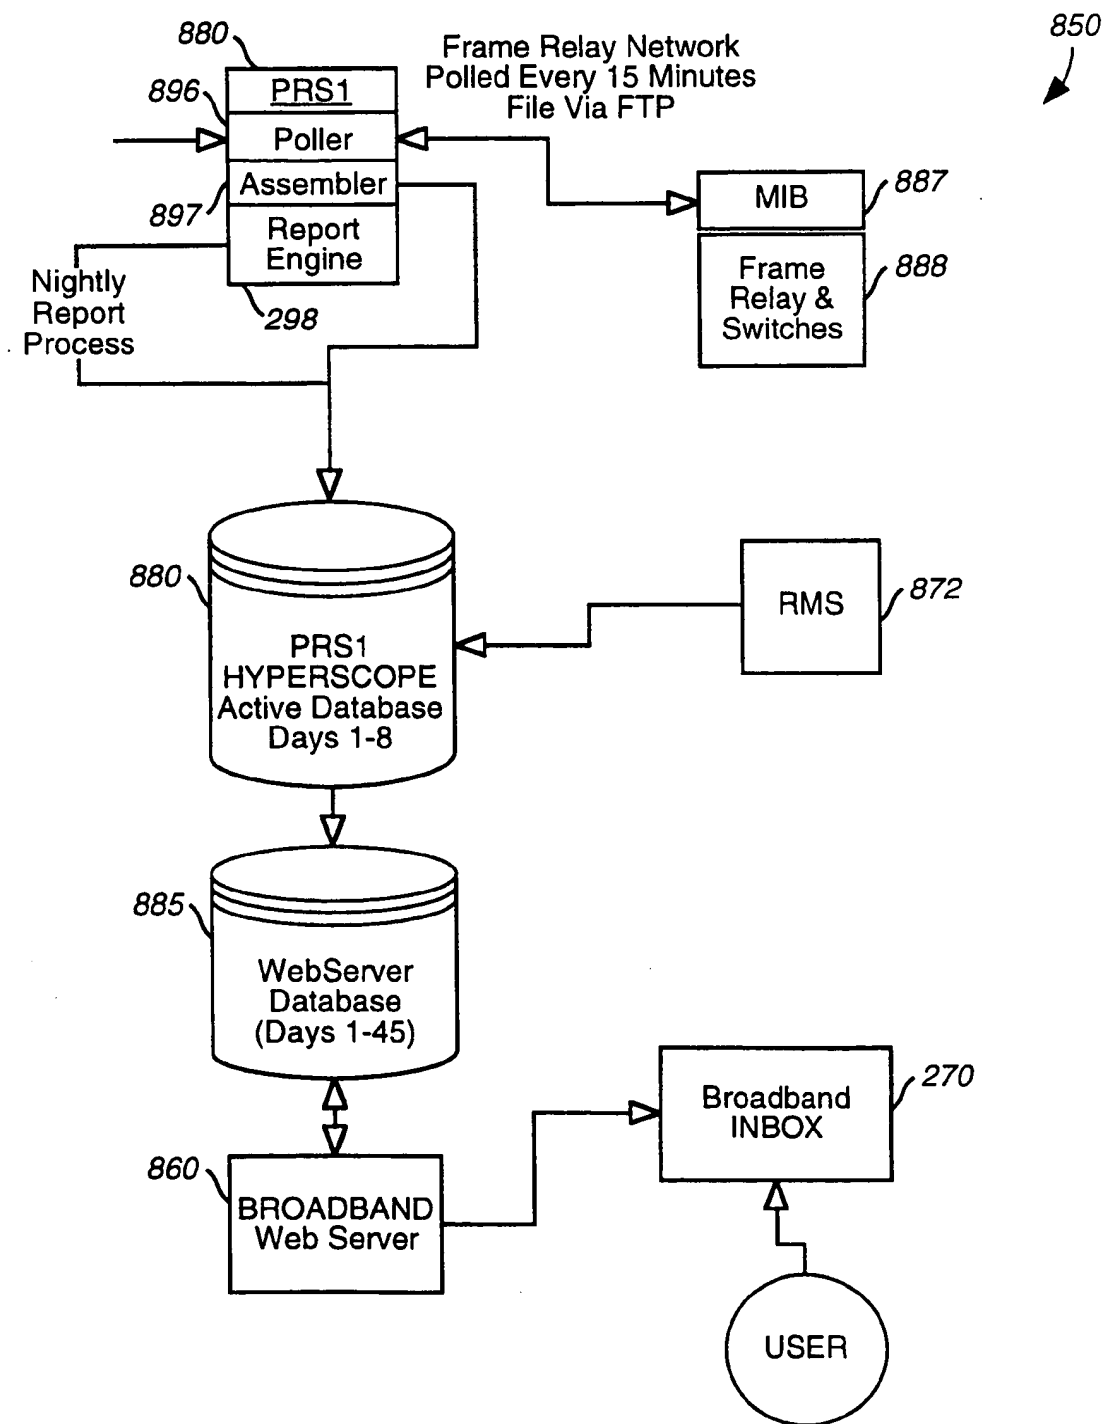 850
880
PRS1
896
Poller
Assembler
897
Report
Engine
298
Frame Relay Network
Polled Every 15 Minutes
File Via FTP
MIB
887
Frame
Relay &
Switches
888
Nightly
Report
Process
880
PRS1
HYPERSCOPE
Active Database
Days 1-8
RMS
872
885
WebServer
Database
(Days 1-45)
860
BROADBAND
Web Server
Broadband
INBOX
270
USER